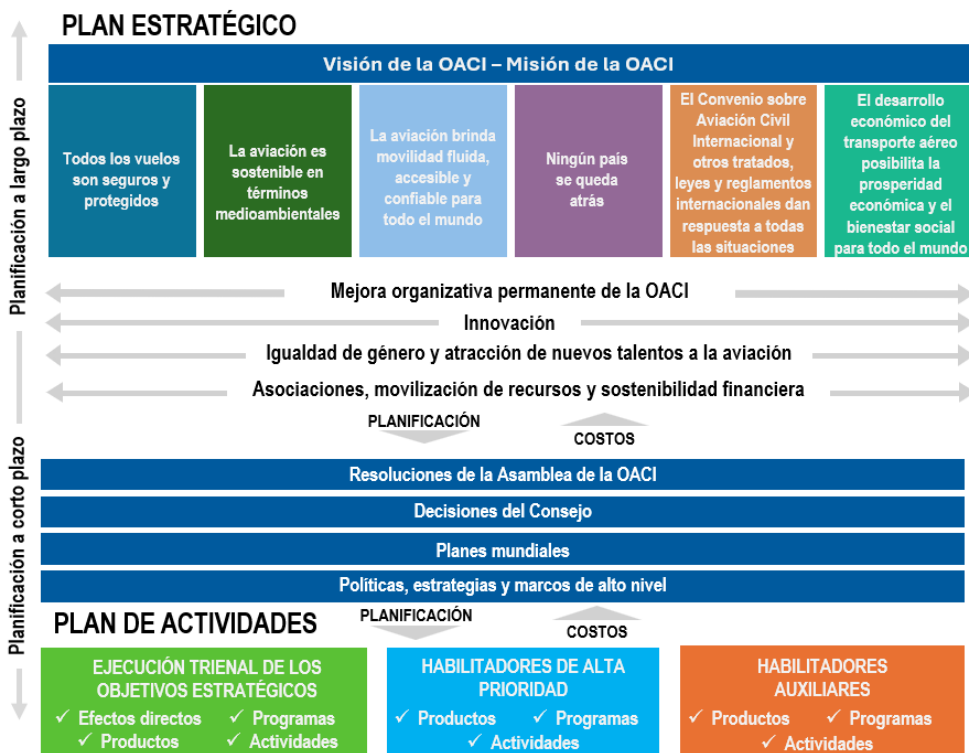 PLAN ESTRATÉGICO
Visión de la OACI – Misión de la OACI
Todos los vuelos
son seguros y
protegidos
La aviación es
sostenible en
términos
medioambientales
La aviación brinda
movilidad fluida,
accesible y
confiable para
todo el mundo
Ningún país
se queda
atrás
El Convenio sobre
Aviación Civil
Internacional y
otros tratados,
leyes y reglamentos
internacionales dan
respuesta a todas
las situaciones
El desarrollo
económico del
transporte aéreo
posibilita la
prosperidad
económica y el
bienestar social
para todo el mundo
Planificación a largo plazo
Mejora organizativa permanente de la OACI
Innovación
Igualdad de género y atracción de nuevos talentos a la aviación
Asociaciones, movilización de recursos y sostenibilidad financiera
PLANIFICACIÓN
COSTOS
Planificación a corto plazo
Resoluciones de la Asamblea de la OACI
Decisiones del Consejo
Planes mundiales
Políticas, estrategias y marcos de alto nivel
PLANIFICACIÓN
COSTOS
PLAN DE ACTIVIDADES
EJECUCIÓN TRIENAL DE LOS
OBJETIVOS ESTRATÉGICOS
✓ Efectos directos ✓ Programas
✓ Productos ✓ Actividades
HABILITADORES DE ALTA
PRIORIDAD
✓ Productos ✓ Programas
✓ Actividades
HABILITADORES
AUXILIARES
✓ Productos ✓ Programas
✓ Actividades